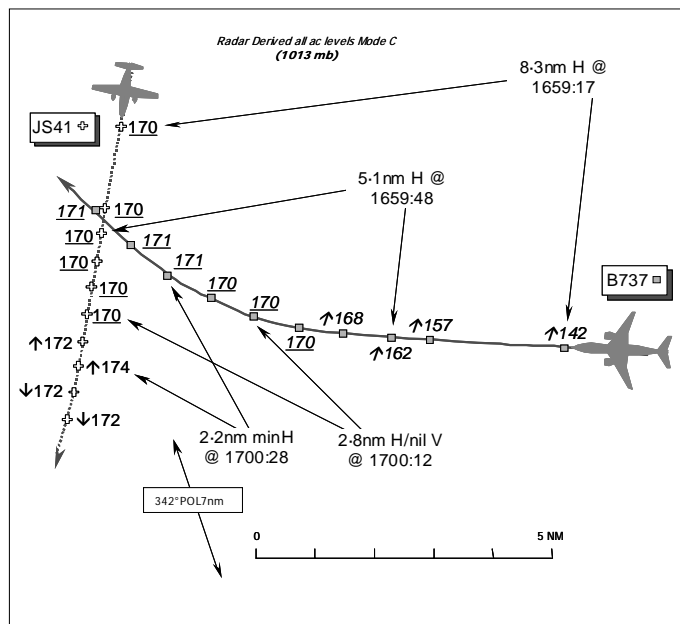 Radar Derived all ac levels Mode C
(1013 mb)
8·3nm H @
1659:17
JS41
170
5·1nm H @
1659:48
171
170
170
171
170
171
B737
170
170
170
170
↑168
↑157
↑142
170
↑162
↑172
↑174
↓172
↓172
2·2nm minH
@ 1700:28
2·8nm H/nil V
@ 1700:12
342°POL7nm
0
5 NM